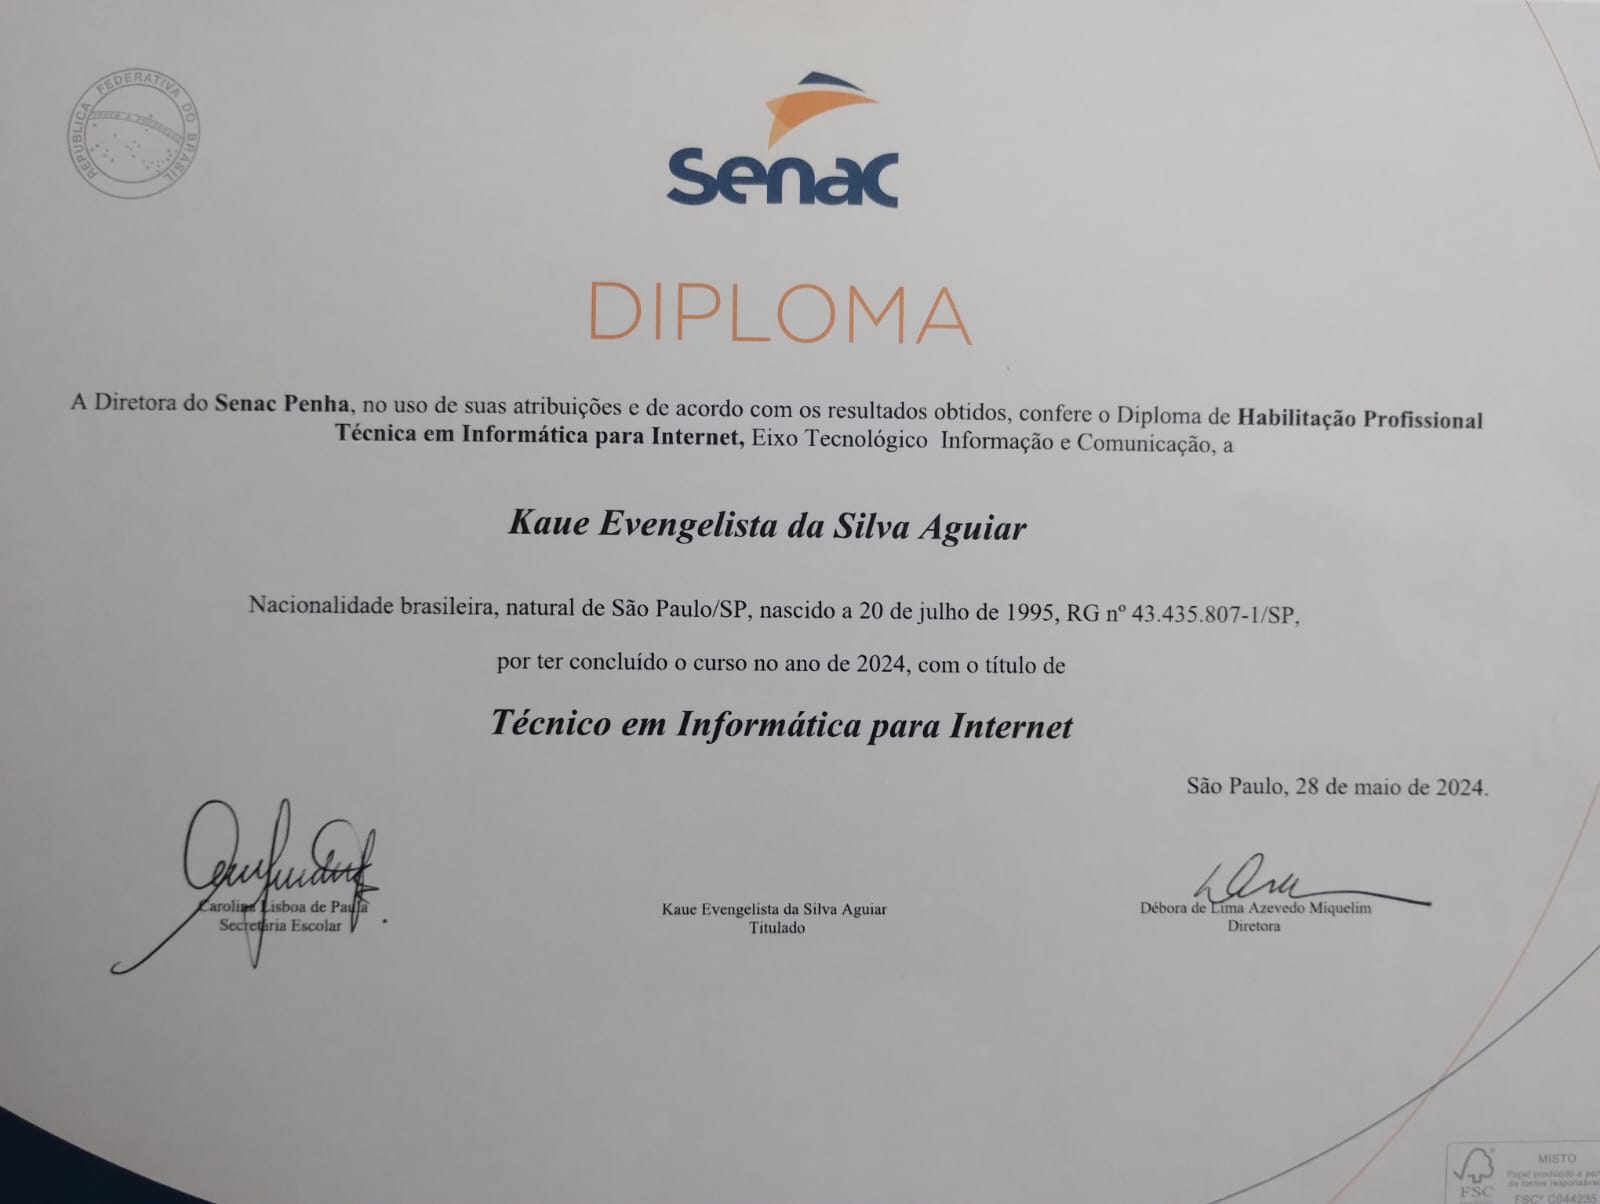 REPÚBLICA FEDERATIVA DO BRASIL
Senac
DIPLOMA
A Diretora do Senac Penha, no uso de suas atribuições e de acordo com os resultados obtidos, confere o Diploma de Habilitação Profissional
Técnica em Informática para Internet, Eixo Tecnológico Informação e Comunicação, a
Kaue Evengelista da Silva Aguiar
Nacionalidade brasileira, natural de São Paulo/SP, nascido a 20 de julho de 1995, RG nº 43.435.807-1/SP,
por ter concluído o curso no ano de 2024, com o título de
Técnico em Informática para Internet
São Paulo, 28 de maio de 2024.
Carolina Lisboa de Paula
Secretária Escolar
Kaue Evengelista da Silva Aguiar
Titulado
Débora de Lima Azevedo Miquelim
Diretora
MISTO
Papel produzido a
de fontes
FSC
FSC® C044235